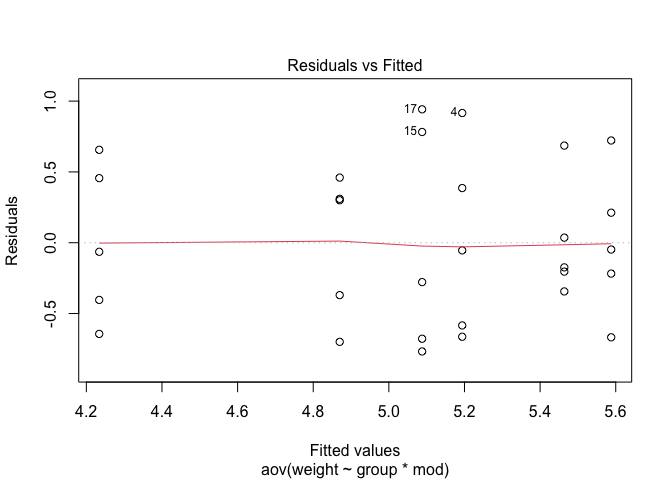 Residuals vs Fitted
1.0
0.5
0.0
-0.5
Residuals
17
4
15
4.2 4.4 4.6 4.8 5.0 5.2 5.4 5.6
Fitted values
aov(weight ~ group * mod)